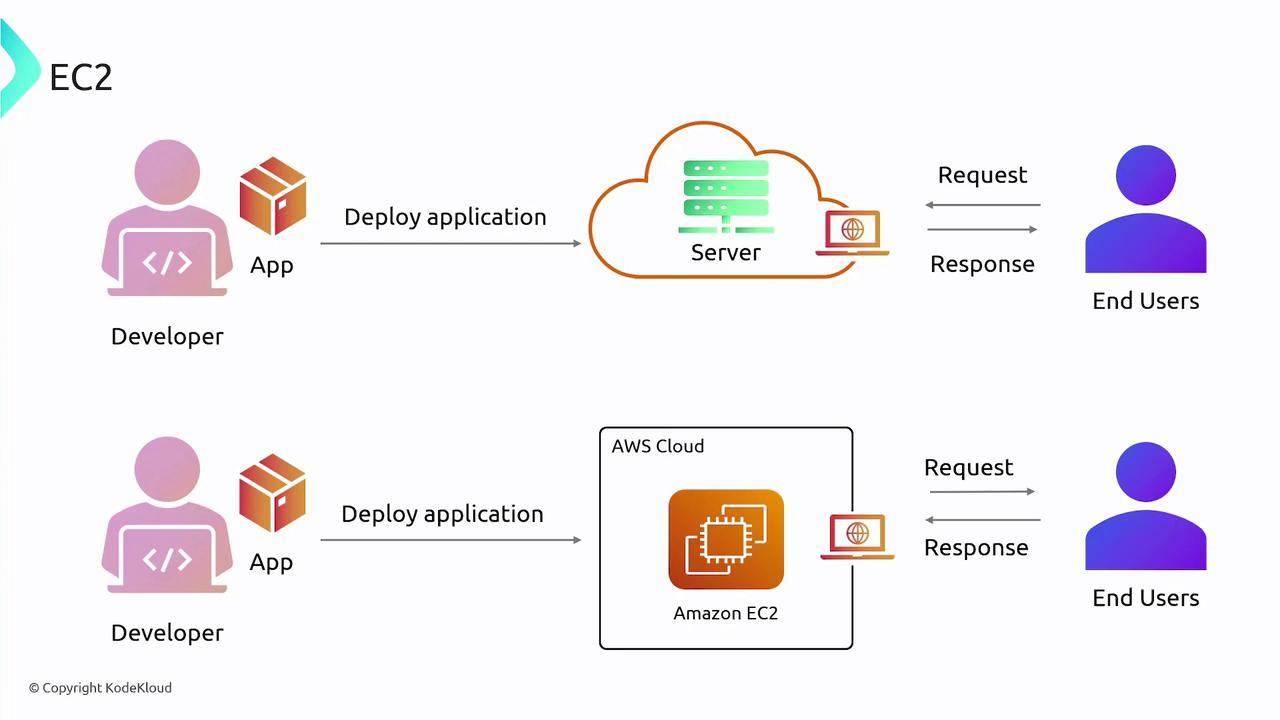 EC2
Deploy application
App
Developer
Server
Request
Response
End Users
Deploy application
App
Developer
AWS Cloud
Amazon EC2
Request
Response
End Users
© Copyright KodeKloud